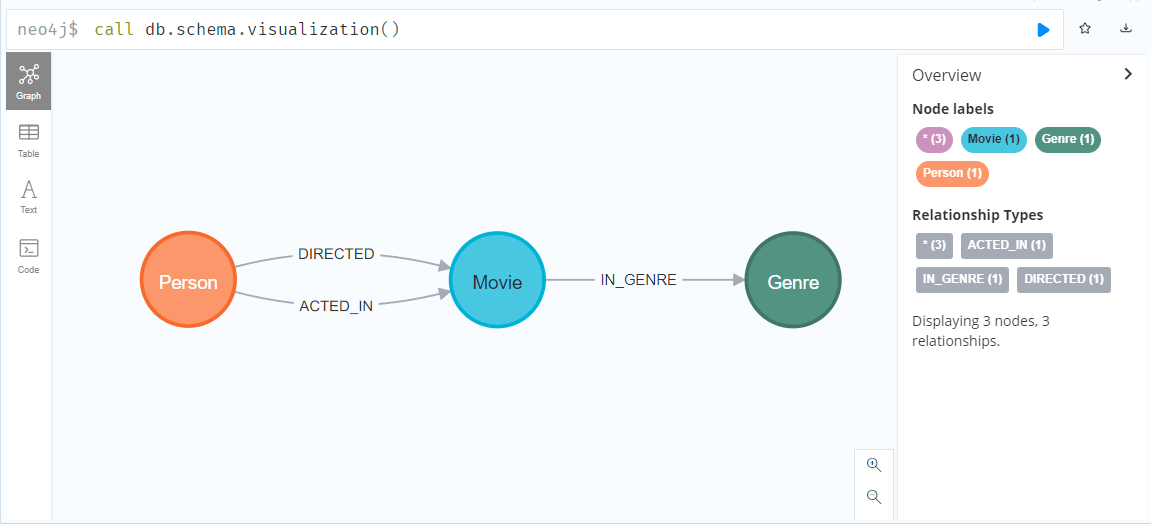 neo4j$ call db.schema.visualization()
Graph
Table
Text
Code
Person
DIRECTED
ACTED_IN
Movie
IN_GENRE
Genre
Overview
Node labels
* (3) Movie (1) Genre (1)
Person (1)
Relationship Types
* (3) ACTED_IN (1)
IN_GENRE (1) DIRECTED (1)
Displaying 3 nodes, 3
relationships.